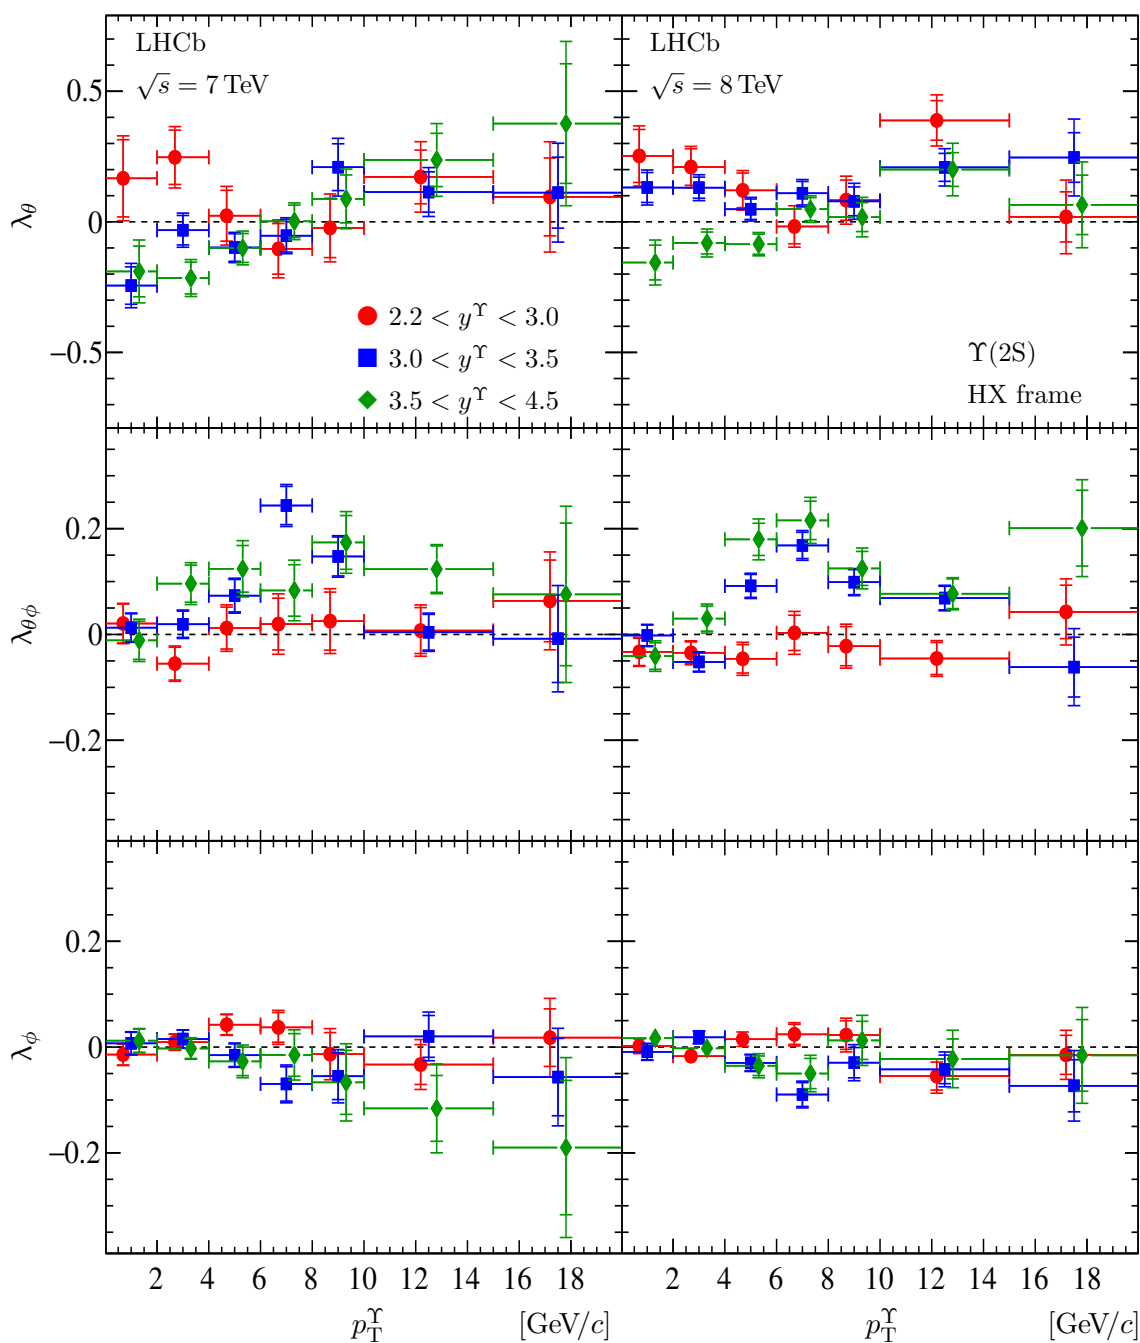 LHCb
√s = 7 TeV
LHCb
√s = 8 TeV
λθ
0.5
0
−0.5
2.2 < y^Υ < 3.0
3.0 < y^Υ < 3.5
3.5 < y^Υ < 4.5
Υ(2S)
HX frame
λθϕ
0.2
0
−0.2
λϕ
0.2
0
−0.2
2 4 6 8 10 12 14 16 18
2 4 6 8 10 12 14 16 18
p_T^Υ [GeV/c]
p_T^Υ [GeV/c]